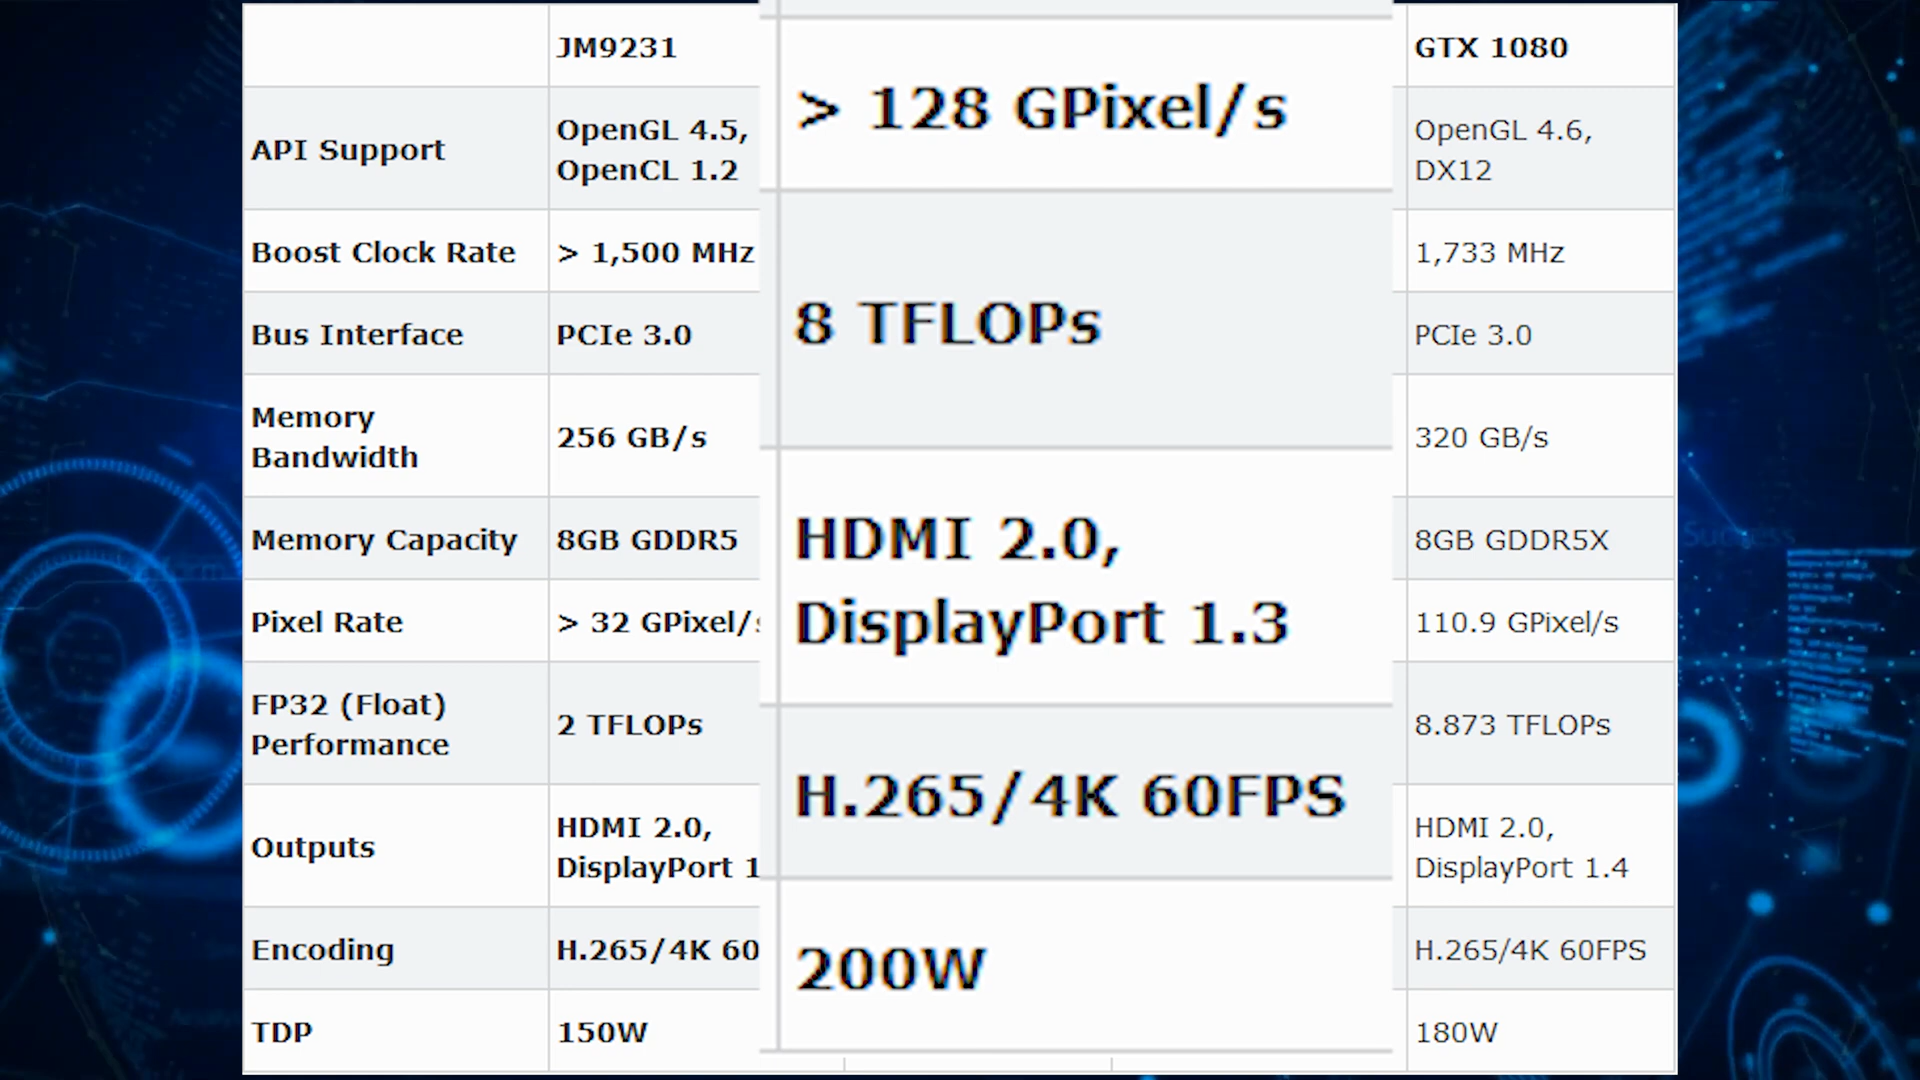 JM9231
GTX 1080
API Support
OpenGL 4.5,
OpenCL 1.2
OpenGL 4.6,
DX12
Boost Clock Rate
> 1,500 MHz
1,733 MHz
Bus Interface
PCIe 3.0
PCIe 3.0
Memory
Bandwidth
256 GB/s
320 GB/s
Memory Capacity
8GB GDDR5
8GB GDDR5X
Pixel Rate
> 32 GPixel/s
110.9 GPixel/s
FP32 (Float)
Performance
2 TFLOPs
8.873 TFLOPs
Outputs
HDMI 2.0,
DisplayPort 1
HDMI 2.0,
DisplayPort 1.4
Encoding
H.265/4K 60
H.265/4K 60FPS
TDP
150W
180W
> 128 GPixel/s
8 TFLOPs
HDMI 2.0,
DisplayPort 1.3
H.265/4K 60FPS
200W
Success